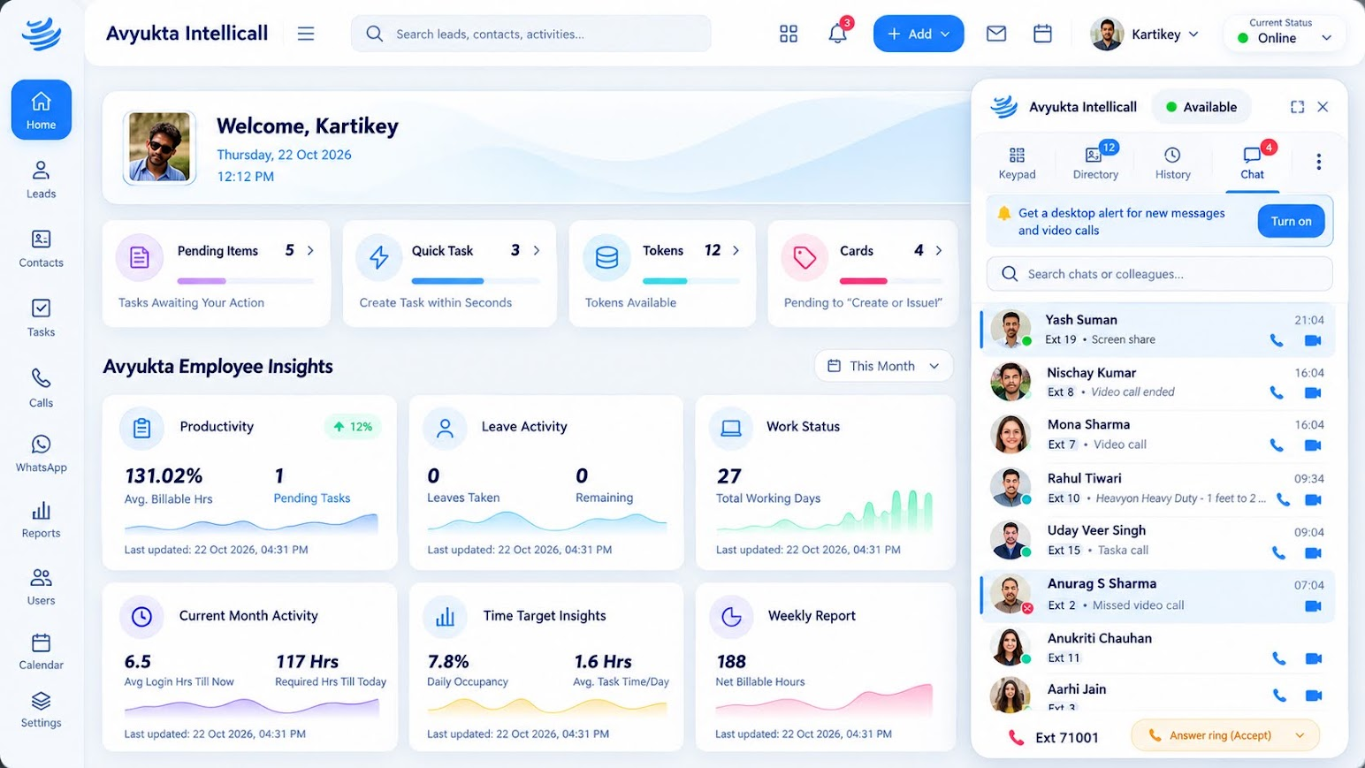 Avyukta Intellicall
Search leads, contacts, activities...
3
+ Add
Kartikey
Current Status
Online
Home
Leads
Contacts
Tasks
Calls
WhatsApp
Reports
Users
Calendar
Settings
Welcome, Kartikey
Thursday, 22 Oct 2026
12:12 PM
Pending Items 5
Tasks Awaiting Your Action
Quick Task 3
Create Task within Seconds
Tokens 12
Tokens Available
Cards 4
Pending to "Create or Issue!"
Avyukta Employee Insights
This Month
Productivity
12%
131.02% 1
Avg. Billable Hrs Pending Tasks
Last updated: 22 Oct 2026, 04:31 PM
Leave Activity
0 0
Leaves Taken Remaining
Last updated: 22 Oct 2026, 04:31 PM
Work Status
27
Total Working Days
Last updated: 22 Oct 2026, 04:31 PM
Current Month Activity
6.5 117 Hrs
Avg Login Hrs Till Now Required Hrs Till Today
Last updated: 22 Oct 2026, 04:31 PM
Time Target Insights
7.8% 1.6 Hrs
Daily Occupancy Avg. Task Time/Day
Last updated: 22 Oct 2026, 04:31 PM
Weekly Report
188
Net Billable Hours
Last updated: 22 Oct 2026, 04:31 PM
Avyukta Intellicall Available
12 4
Keypad Directory History Chat
Get a desktop alert for new messages
and video calls
Turn on
Search chats or colleagues...
Yash Suman 21:04
Ext 19 • Screen share
Nischay Kumar 16:04
Ext 8 • Video call ended
Mona Sharma 16:04
Ext 7 • Video call
Rahul Tiwari 09:34
Ext 10 • Heavyon Heavy Duty - 1 feet to 2 ...
Uday Veer Singh 09:04
Ext 15 • Taska call
Anurag S Sharma 07:04
Ext 2 • Missed video call
Anukriti Chauhan
Ext 11
Aarhi Jain
Ext 3
Ext 71001
Answer ring (Accept)